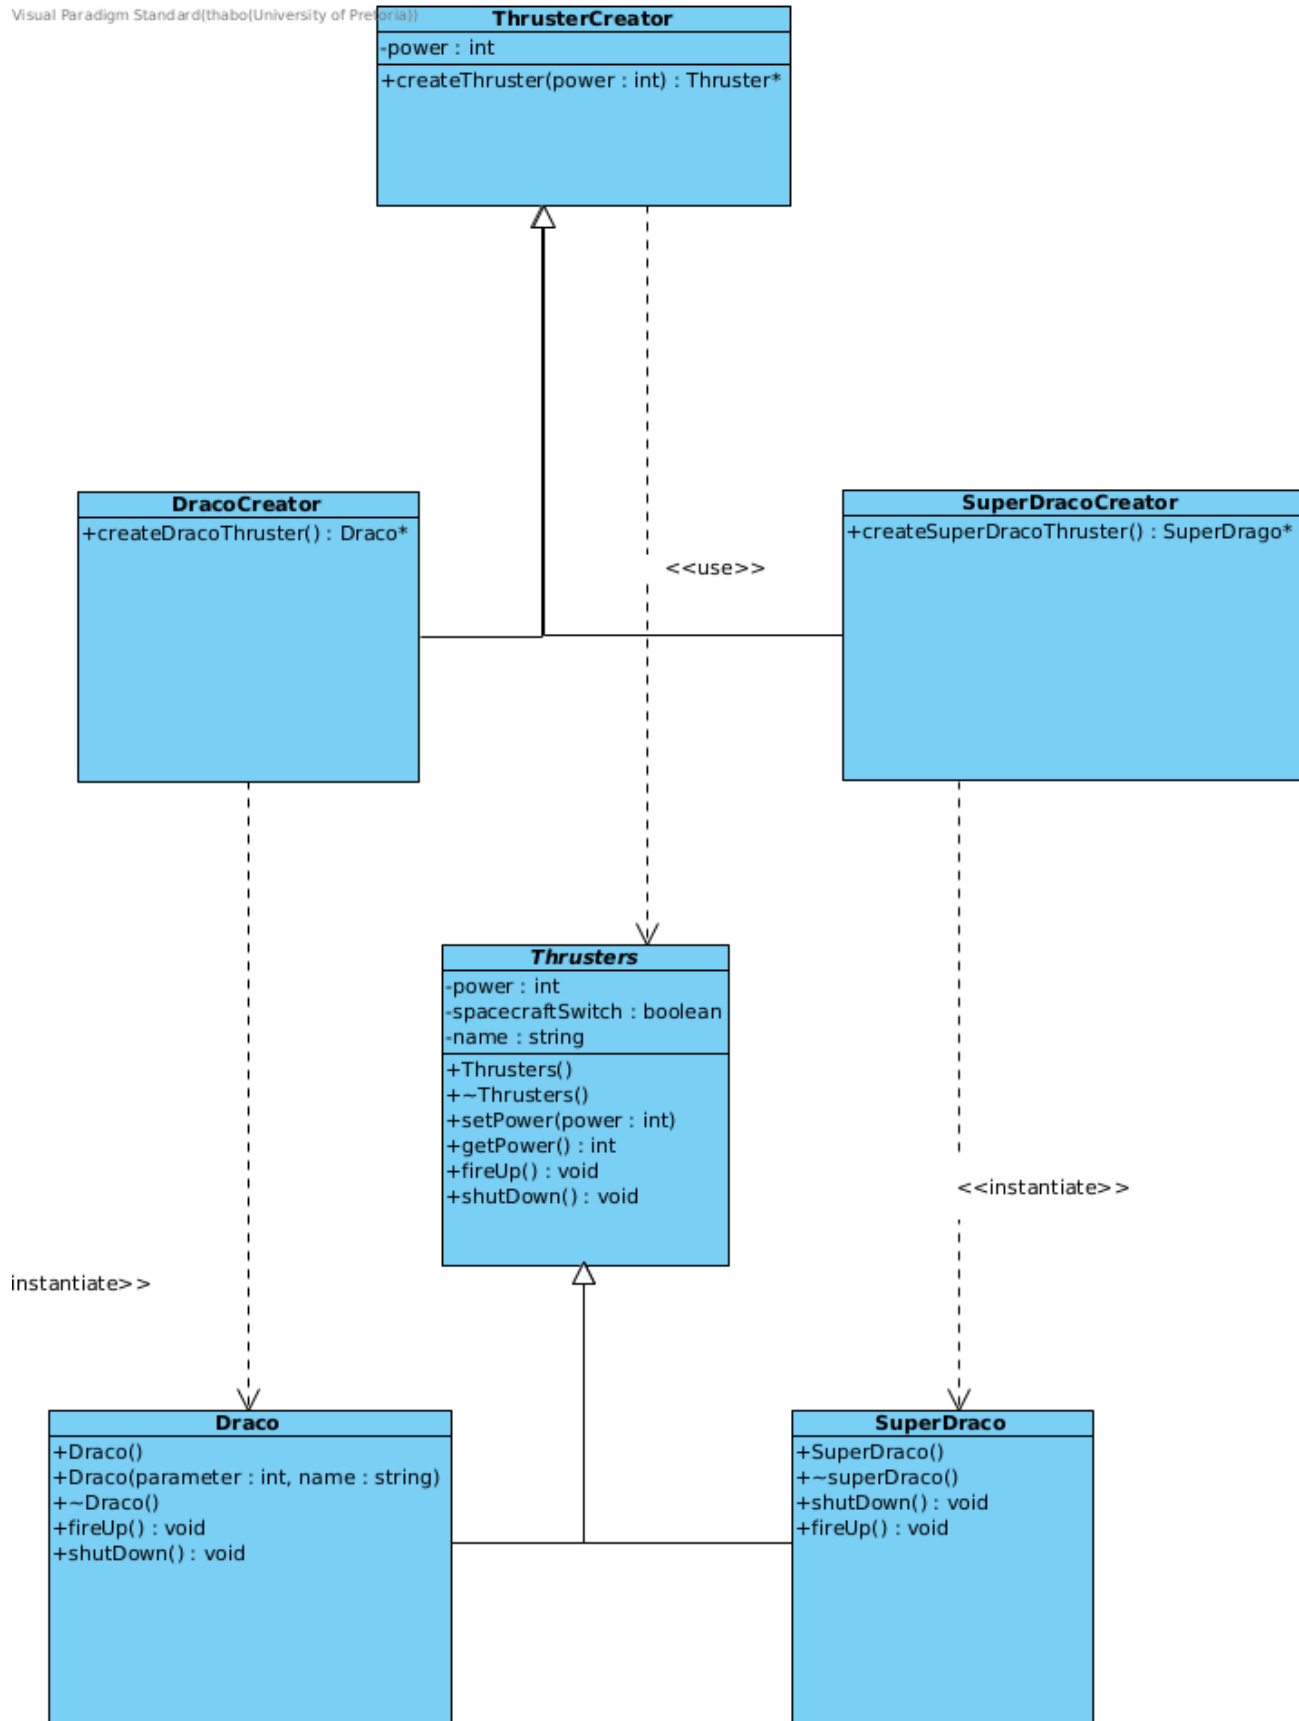 Visual Paradigm Standard(thabo(University of Pretoria))
ThrusterCreator
-power : int
+createThruster(power : int) : Thruster*
DracoCreator
+createDracoThruster() : Draco*
SuperDracoCreator
+createSuperDracoThruster() : SuperDrago*
<<use>>
Thrusters
-power : int
-spacecraftSwitch : boolean
-name : string
+Thrusters()
+~Thrusters()
+setPower(power : int)
+getPower() : int
+fireUp() : void
+shutDown() : void
<<instantiate>>
instantiate>>
Draco
+Draco()
+Draco(parameter : int, name : string)
+~Draco()
+fireUp() : void
+shutDown() : void
SuperDraco
+SuperDraco()
+~superDraco()
+shutDown() : void
+fireUp() : void